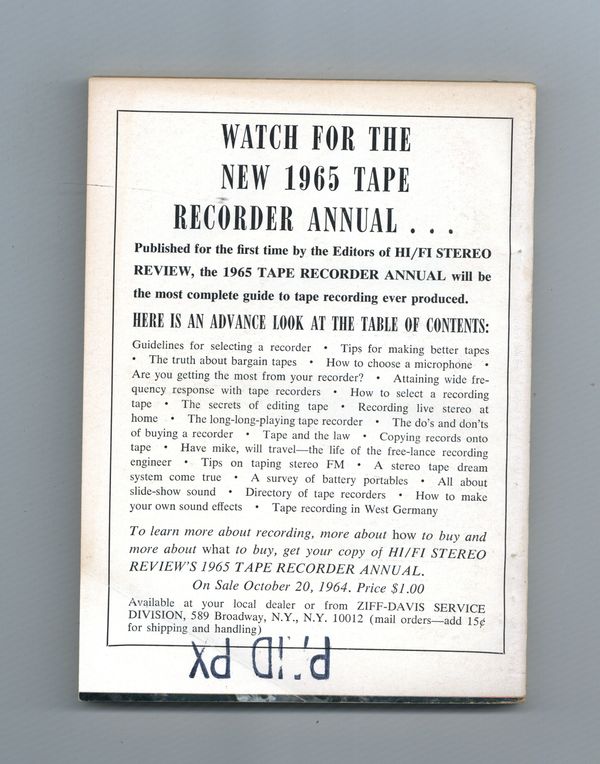 WATCH FOR THE
NEW 1965 TAPE
RECORDER ANNUAL . . .
Published for the first time by the Editors of HI/FI STEREO
REVIEW, the 1965 TAPE RECORDER ANNUAL will be
the most complete guide to tape recording ever produced.
HERE IS AN ADVANCE LOOK AT THE TABLE OF CONTENTS:
Guidelines for selecting a recorder • Tips for making better tapes
• The truth about bargain tapes • How to choose a microphone •
Are you getting the most from your recorder? • Attaining wide fre-
quency response with tape recorders • How to select a recording
tape • The secrets of editing tape • Recording live stereo at
home • The long-long-playing tape recorder • The do's and don'ts
of buying a recorder • Tape and the law • Copying records onto
tape • Have mike, will travel—the life of the free-lance recording
engineer • Tips on taping stereo FM • A stereo tape dream
system come true • A survey of battery portables • All about
slide-show sound • Directory of tape recorders • How to make
your own sound effects • Tape recording in West Germany
To learn more about recording, more about how to buy and
more about what to buy, get your copy of HI/FI STEREO
REVIEW'S 1965 TAPE RECORDER ANNUAL.
On Sale October 20, 1964. Price $1.00
Available at your local dealer or from ZIFF-DAVIS SERVICE
DIVISION, 589 Broadway, N.Y., N.Y. 10012 (mail orders—add 15¢
for shipping and handling)
PX